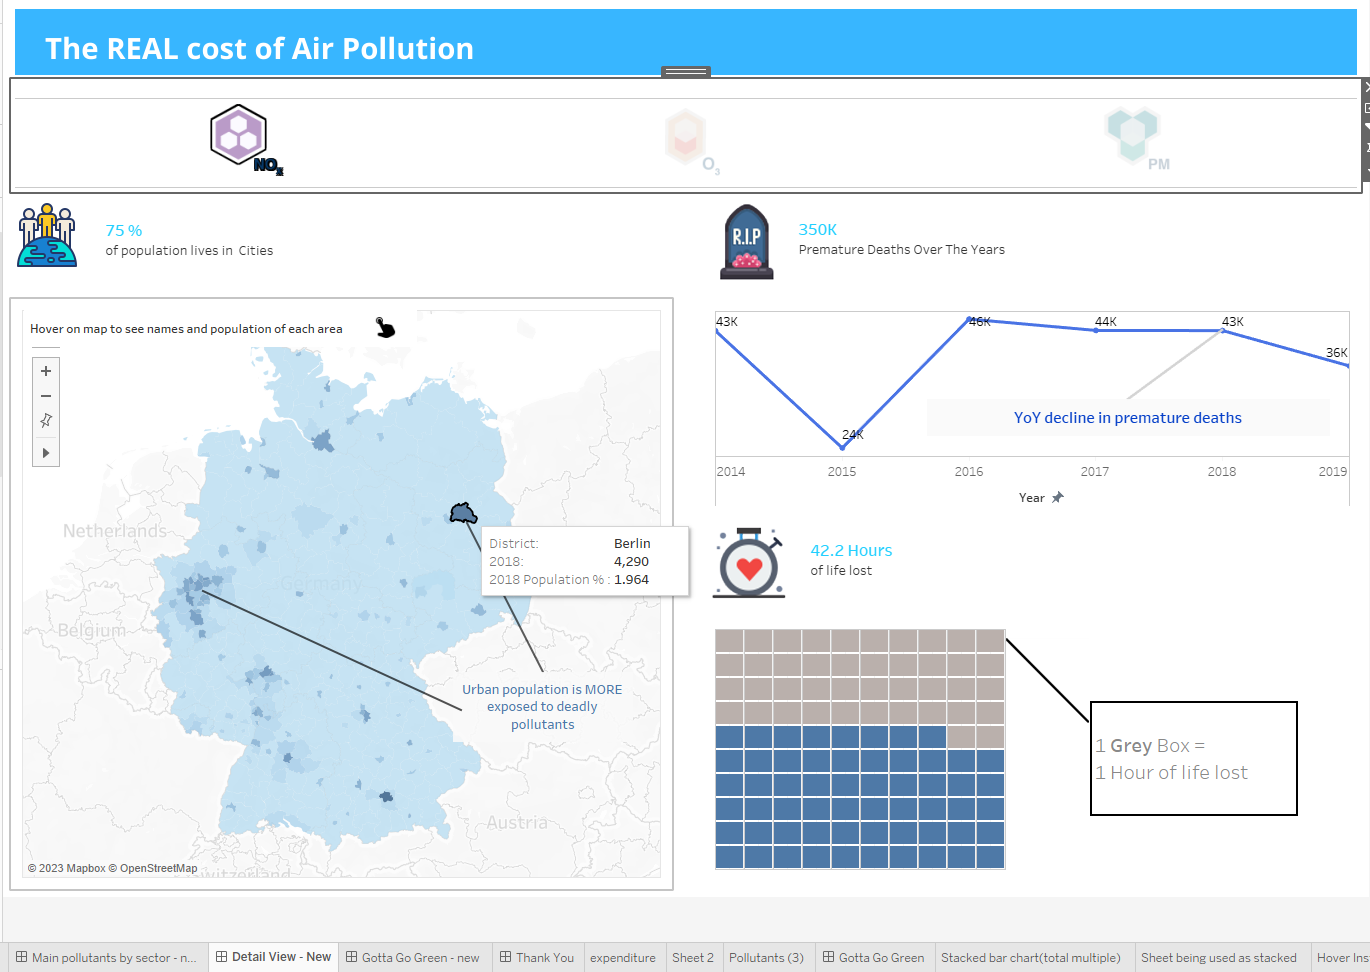 The REAL cost of Air Pollution
NOx
O3
PM
75 %
of population lives in Cities
R.I.P
350K
Premature Deaths Over The Years
Hover on map to see names and population of each area
+
−
Netherlands
Belgium
Germany
Austria
Switzerland
District: Berlin
2018: 4,290
2018 Population % : 1.964
Urban population is MORE
exposed to deadly
pollutants
© 2023 Mapbox © OpenStreetMap
43K
24K
46K
44K
43K
36K
YoY decline in premature deaths
2014
2015
2016
2017
2018
2019
Year
42.2 Hours
of life lost
1 Grey Box =
1 Hour of life lost
Main pollutants by sector - n...
Detail View - New
Gotta Go Green - new
Thank You
expenditure
Sheet 2
Pollutants (3)
Gotta Go Green
Stacked bar chart(total multiple)
Sheet being used as stacked
Hover Ins